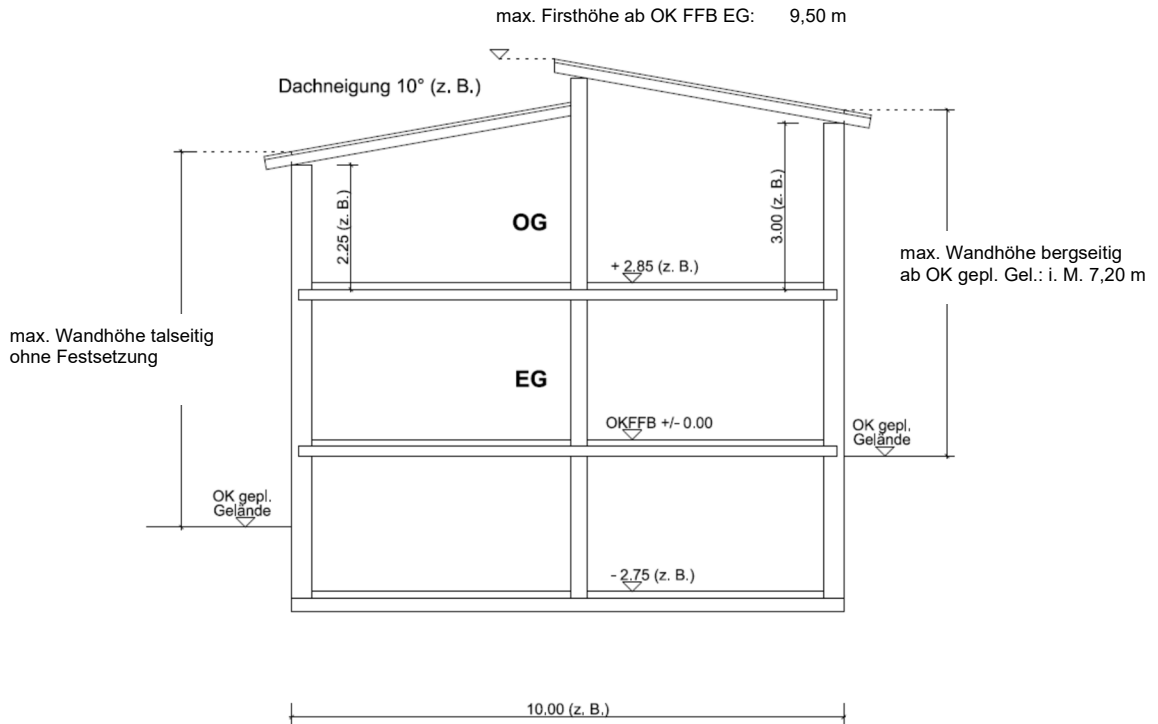 max. Firsthöhe ab OK FFB EG: 9,50 m
Dachneigung 10° (z. B.)
2.25 (z. B.)
OG
3.00 (z. B.)
+ 2.85 (z. B.)
max. Wandhöhe bergseitig
ab OK gepl. Gel.: i. M. 7,20 m
max. Wandhöhe talseitig
ohne Festsetzung
EG
OKFFB +/- 0.00
OK gepl.
Gelände
OK gepl.
Gelände
- 2.75 (z. B.)
10.00 (z. B.)